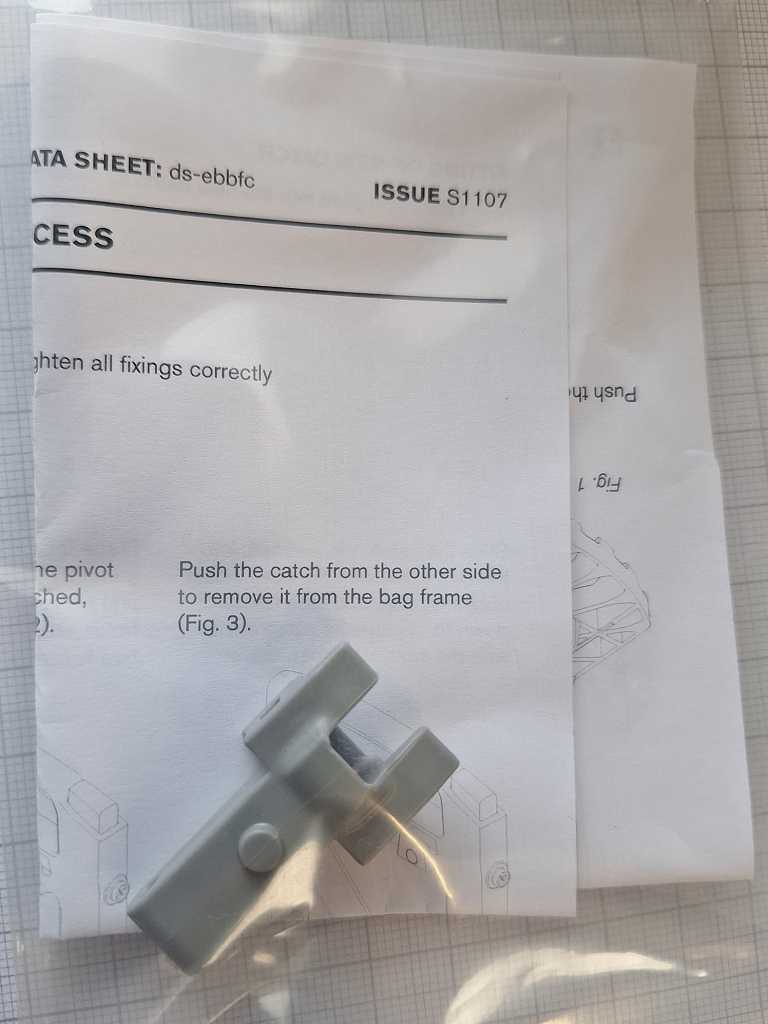 ATA SHEET: ds-ebbfc
ISSUE S1107
CESS
ghten all fixings correctly
Push th
Fig. 1
he pivot
ched,
2).
Push the catch from the other side
to remove it from the bag frame
(Fig. 3).